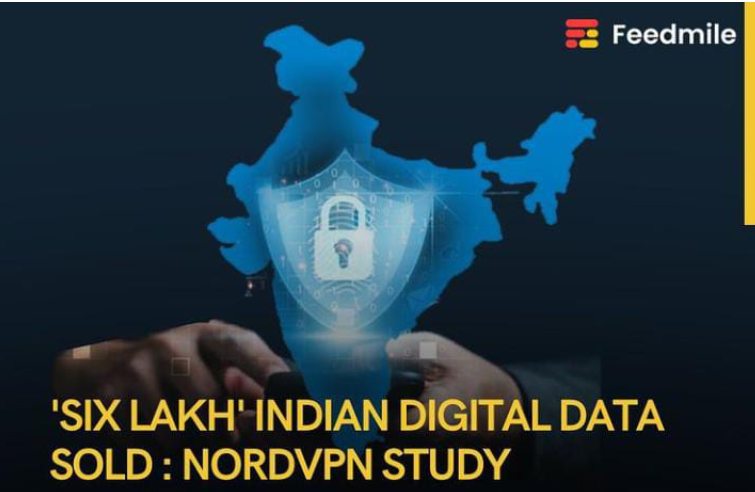 Feedmile
'SIX LAKH' INDIAN DIGITAL DATA
SOLD : NORDVPN STUDY